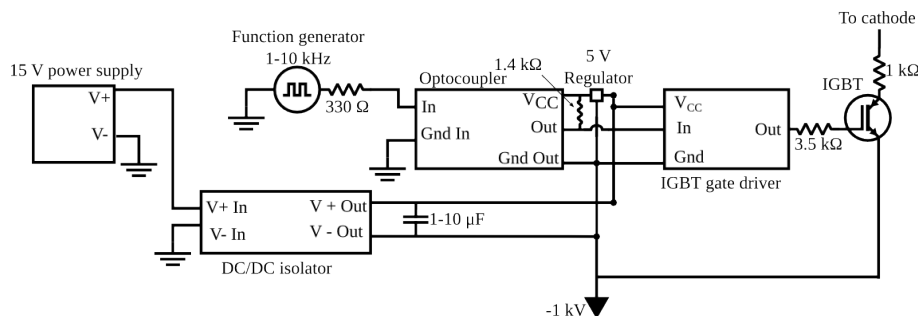 To cathode
Function generator
1-10 kHz
5 V
Regulator
1.4 kΩ
15 V power supply
V+
V-
330 Ω
Optocoupler
In
Gnd In
VCC
Out
Gnd Out
VCC
In
Gnd
Out
IGBT gate driver
3.5 kΩ
IGBT
1 kΩ
V+ In
V- In
V + Out
V - Out
DC/DC isolator
1-10 μF
-1 kV